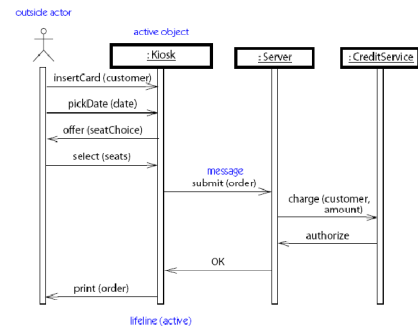 outside actor
active object
: Kiosk
: Server
: CreditService
insertCard (customer)
pickDate (date)
offer (seatChoice)
select (seats)
message
submit (order)
charge (customer,
amount)
authorize
OK
print (order)
lifeline (active)